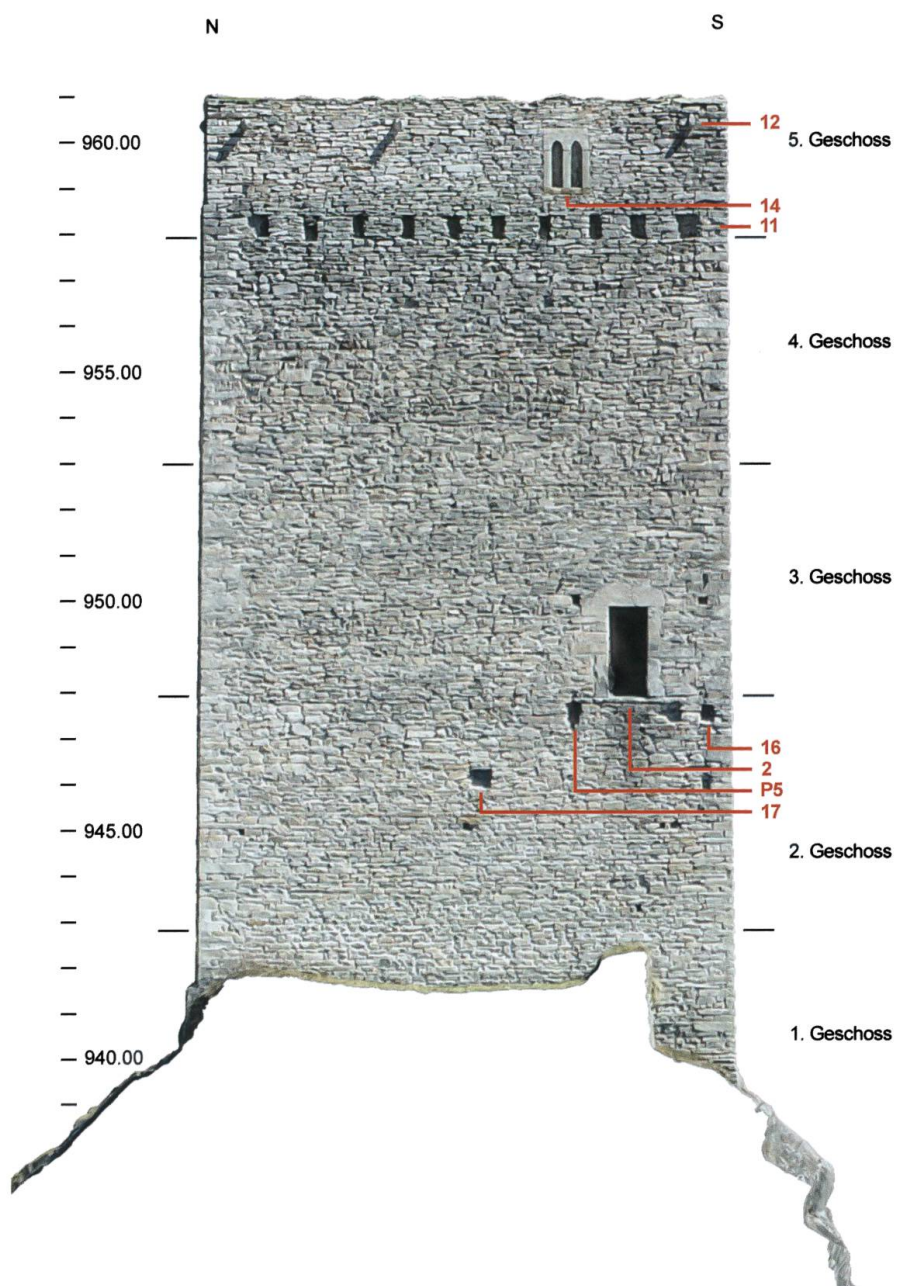 N S
12
960.00 5. Geschoss
14
11
4. Geschoss
955.00
3. Geschoss
950.00
16
2
P5
17
945.00
2. Geschoss
1. Geschoss
940.00